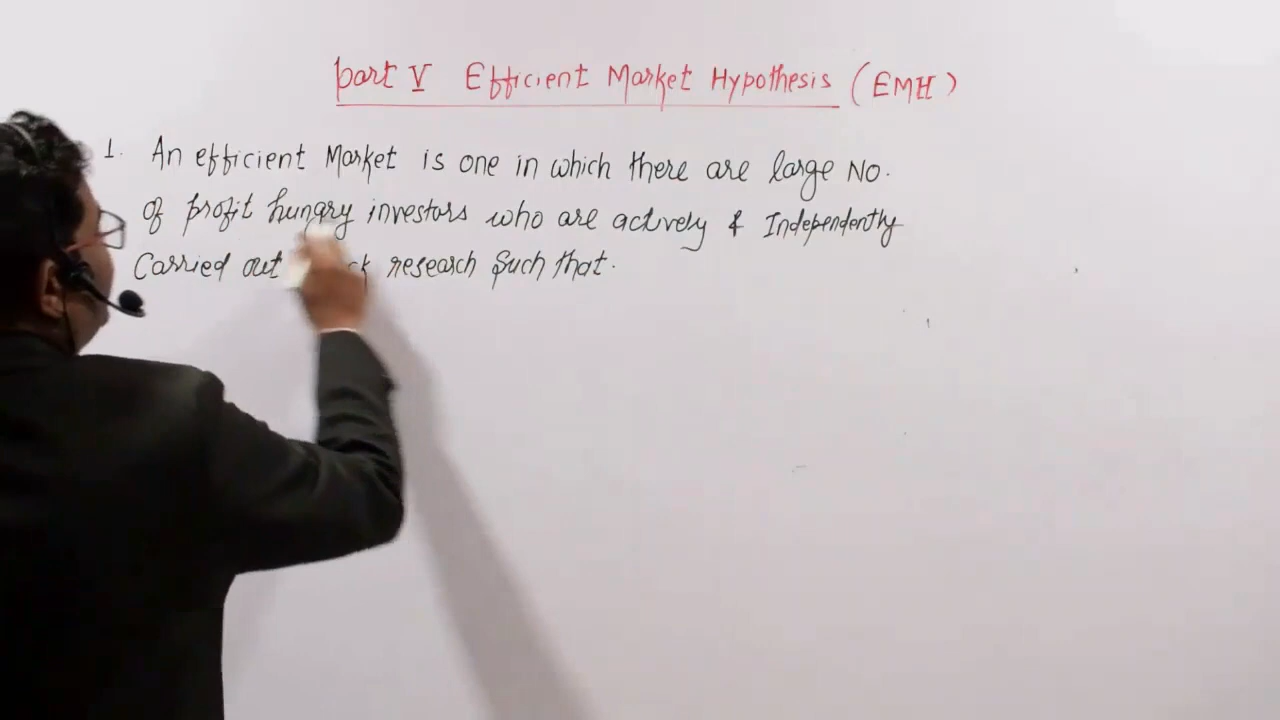 Part V Efficient Market Hypothesis (EMH)
1. An efficient Market is one in which there are large No.
of profit hungry investors who are actively & Independently
Carried out research Such that.